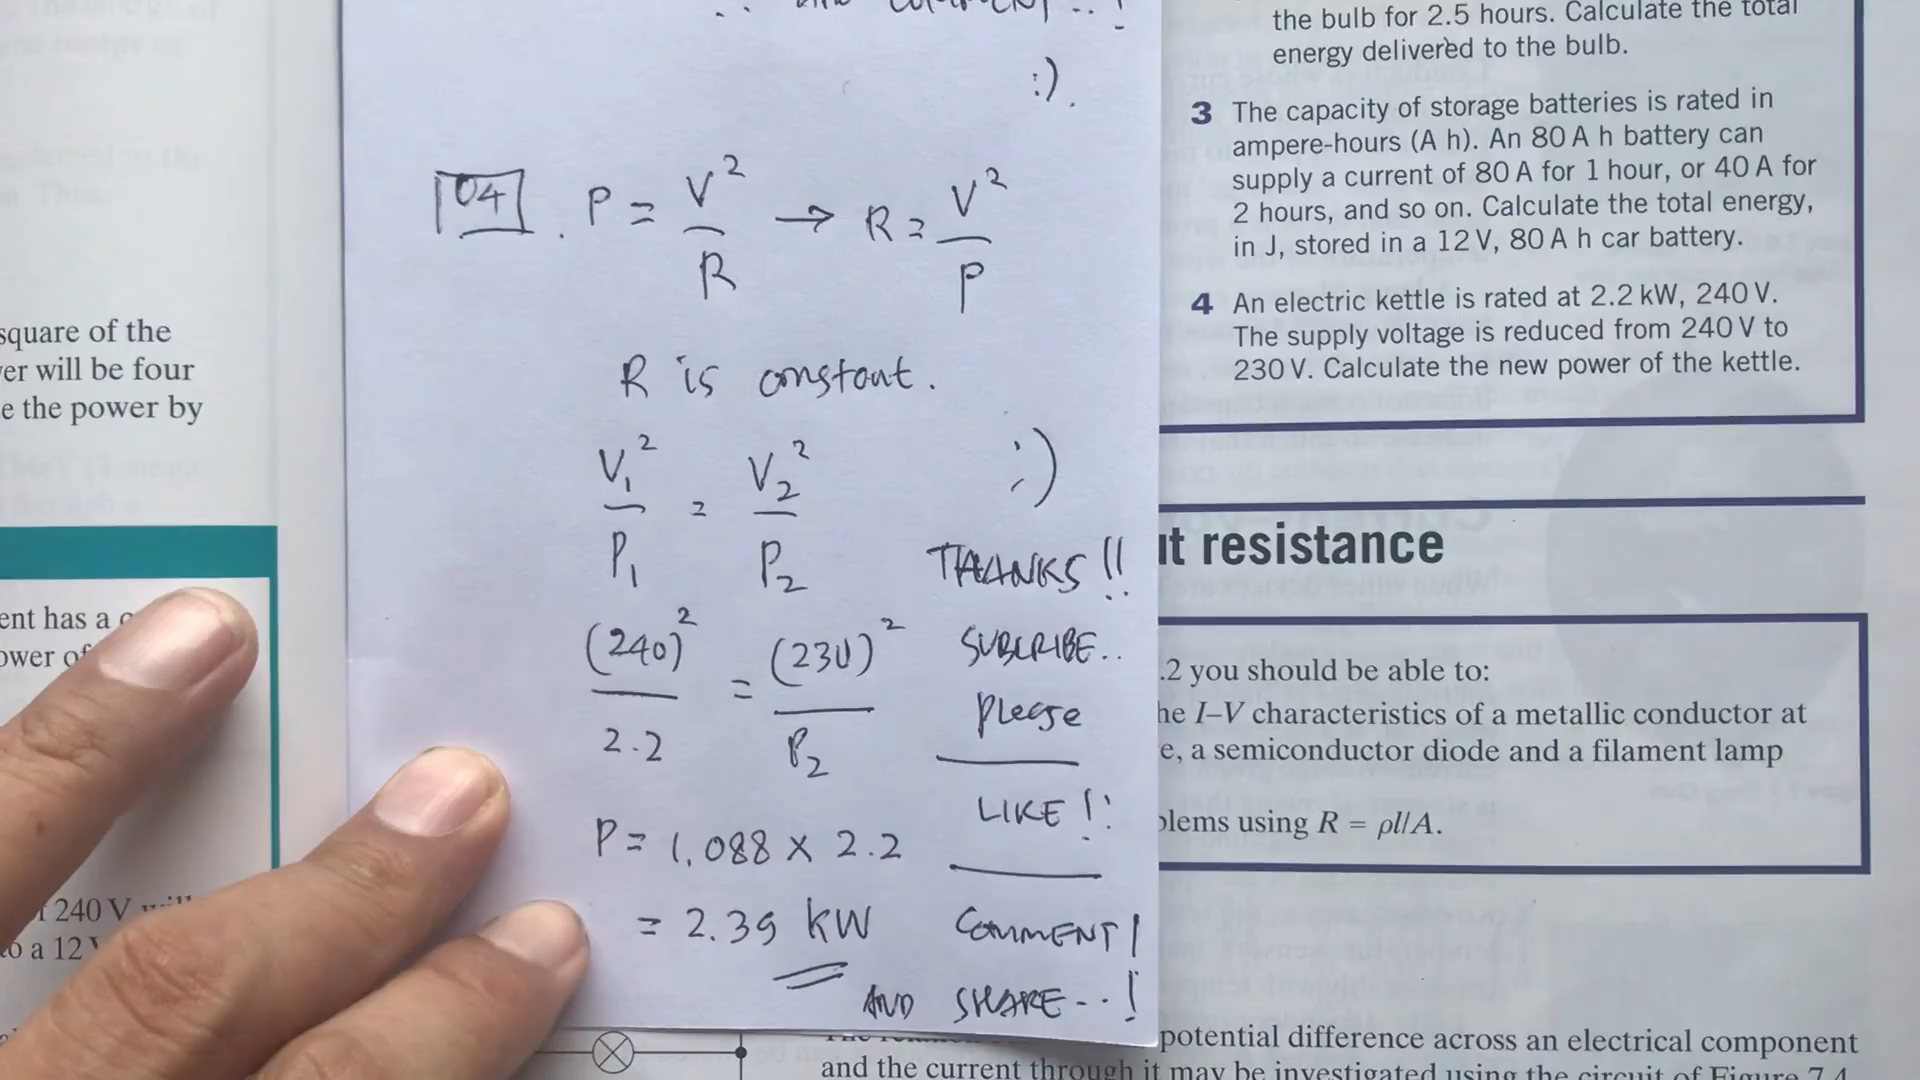 :).
04. P = V²/R → R = V²/P
R is constant.
V₁²/P₁ = V₂²/P₂
(240)²/2.2 = (230)²/P₂
P = 1.088 x 2.2
= 2.39 kW
:)
THANKS!!
SUBCRIBE..
please
LIKE!!
COMMENT!
AND SHARE--!
the bulb for 2.5 hours. Calculate the total
energy delivered to the bulb.
3 The capacity of storage batteries is rated in
ampere-hours (A h). An 80 A h battery can
supply a current of 80 A for 1 hour, or 40 A for
2 hours, and so on. Calculate the total energy,
in J, stored in a 12 V, 80 A h car battery.
4 An electric kettle is rated at 2.2 kW, 240 V.
The supply voltage is reduced from 240 V to
230 V. Calculate the new power of the kettle.
resistance
.2 you should be able to:
I–V characteristics of a metallic conductor at
, a semiconductor diode and a filament lamp
using R = ρl/A.
potential difference across an electrical component
and the current through it may be investigated using the circuit of Figure 7.4
square of the
will be four
the power by
ent has a
of
240 V
to a 12 V